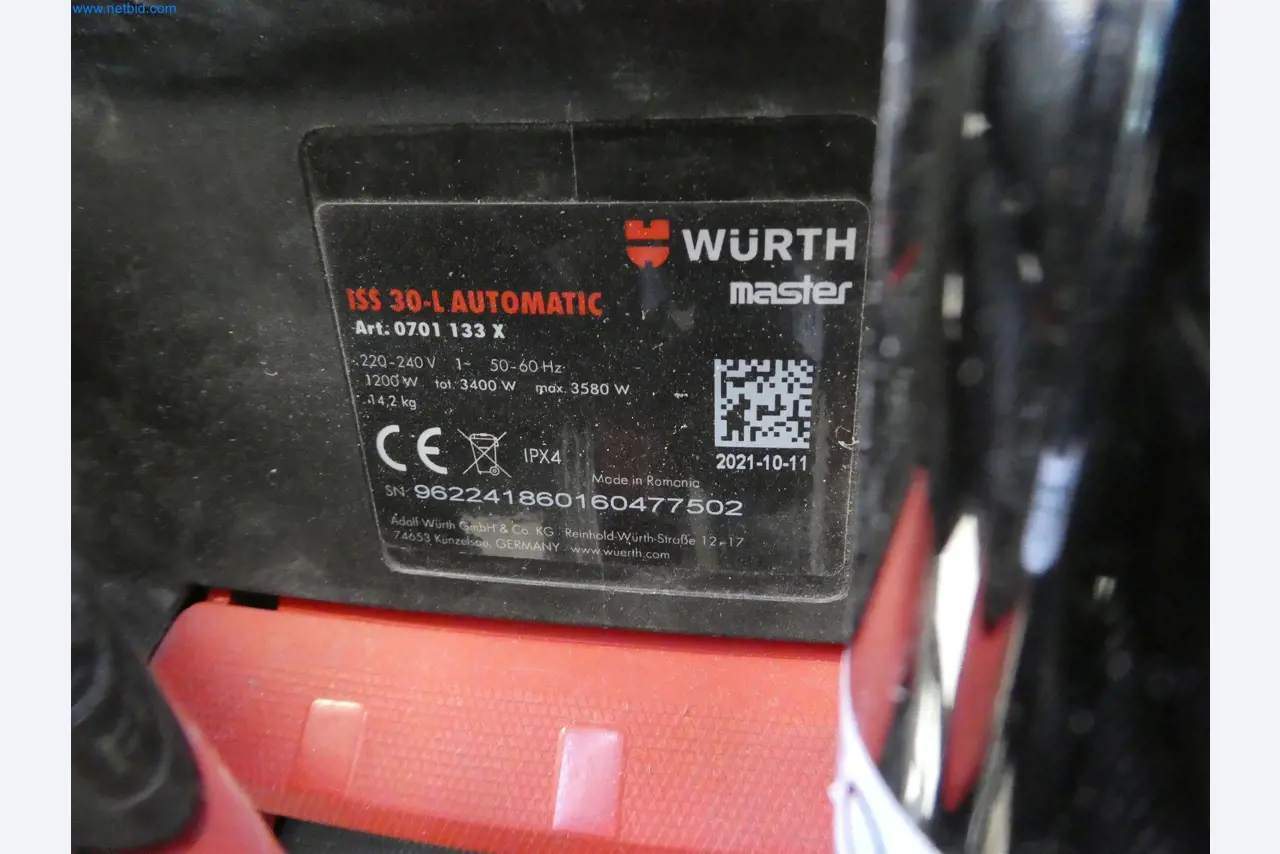 www.netbid.com
WÜRTH
master
ISS 30-L AUTOMATIC
Art. 0701 133 X
220-240 V 1~ 50-60 Hz
1200 W tot. 3400 W max. 3580 W
14,2 kg
CE IPX4
2021-10-11
Made in Romania
SN: 962241860160477502
Adolf Würth GmbH & Co. KG Reinhold-Würth-Straße 12-17
74653 Künzelsau, GERMANY www.wuerth.com